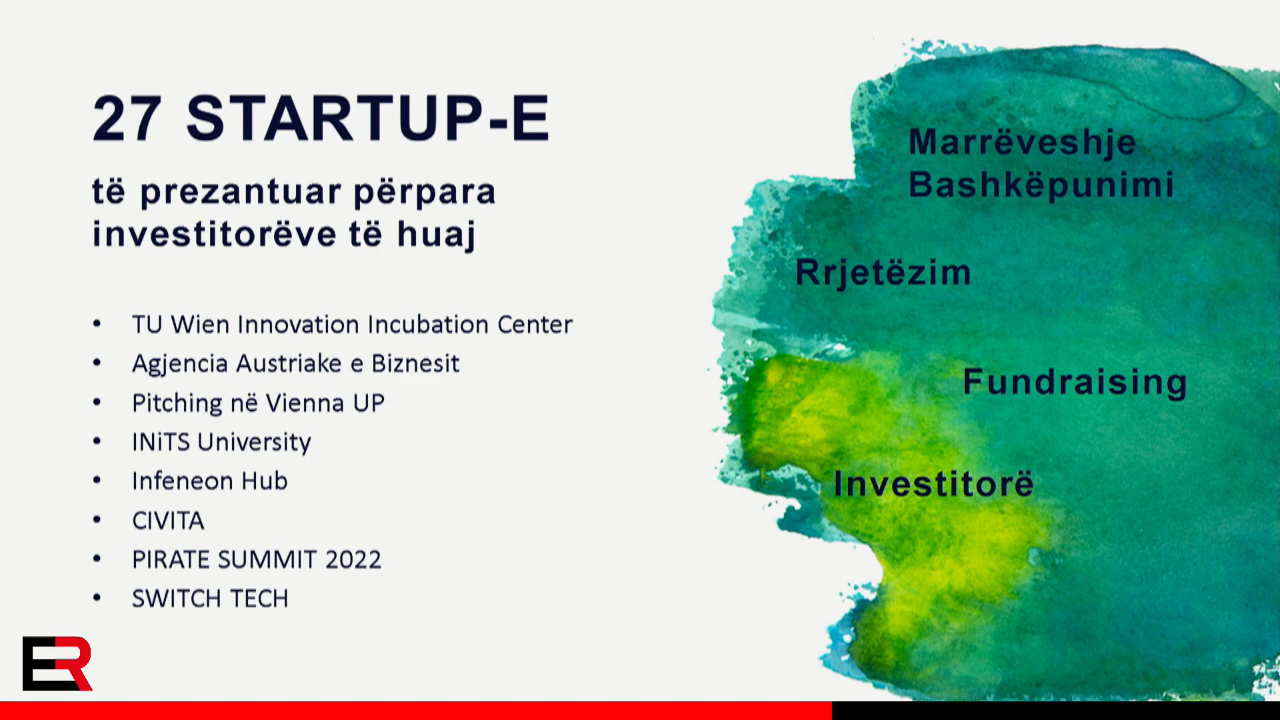 27 STARTUP-E
të prezantuar përpara
investitorëve të huaj
• TU Wien Innovation Incubation Center
• Agjencia Austriake e Biznesit
• Pitching në Vienna UP
• INiTS University
• Infeneon Hub
• CIVITA
• PIRATE SUMMIT 2022
• SWITCH TECH
Marrëveshje
Bashkëpunimi
Rrjetëzim
Fundraising
Investitorë
ER